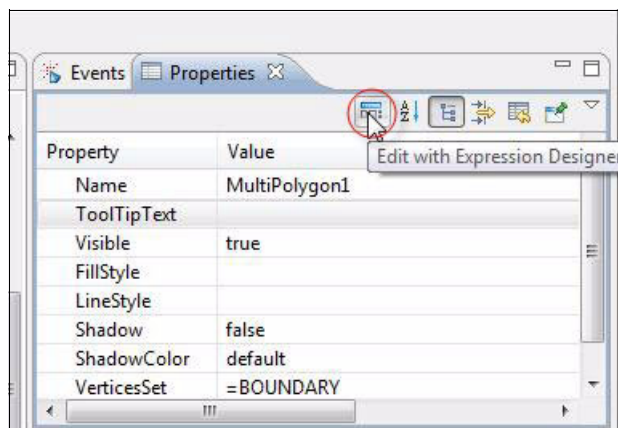 Events Properties
Edit with Expression Designer
Property Value
Name MultiPolygon1
ToolTipText
Visible true
FillStyle
LineStyle
Shadow false
ShadowColor default
VerticesSet =BOUNDARY